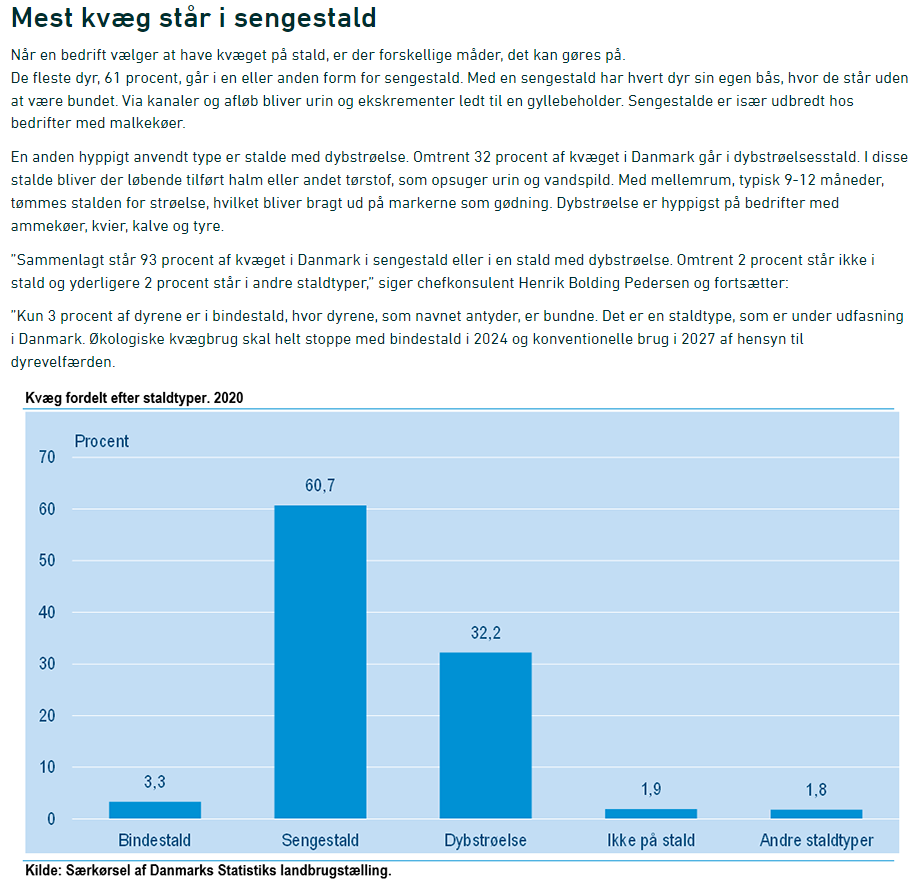 Mest kvæg står i sengestald
Når en bedrift vælger at have kvæget på stald, er der forskellige måder, det kan gøres på.
De fleste dyr, 61 procent, går i en eller anden form for sengestald. Med en sengestald har hvert dyr sin egen bås, hvor de står uden
at være bundet. Via kanaler og afløb bliver urin og ekskrementer ledt til en gyllebeholder. Sengestalde er især udbredt hos
bedrifter med malkekøer.
En anden hyppigt anvendt type er stalde med dybstrøelse. Omtrent 32 procent af kvæget i Danmark går i dybstrøelsesstald. I disse
stalde bliver der løbende tilført halm eller andet tørstof, som opsuger urin og vandspild. Med mellemrum, typisk 9-12 måneder,
tømmes stalden for strøelse, hvilket bliver bragt ud på markerne som gødning. Dybstrøelse er hyppigst på bedrifter med
ammekøer, kvier, kalve og tyre.
”Sammenlagt står 93 procent af kvæget i Danmark i sengestald eller i en stald med dybstrøelse. Omtrent 2 procent står ikke i
stald og yderligere 2 procent står i andre staldtyper,” siger chefkonsulent Henrik Bolding Pedersen og fortsætter:
”Kun 3 procent af dyrene er i bindestald, hvor dyrene, som navnet antyder, er bundne. Det er en staldtype, som er under udfasning
i Danmark. Økologiske kvægbrug skal helt stoppe med bindestald i 2024 og konventionelle brug i 2027 af hensyn til
dyrevelfærden.
Kvæg fordelt efter staldtyper. 2020
Procent
70
60
50
40
30
20
10
0
3,3
60,7
32,2
1,9
1,8
Bindestald
Sengestald
Dybstrøelse
Ikke på stald
Andre staldtyper
Kilde: Særkørsel af Danmarks Statistiks landbrugstælling.